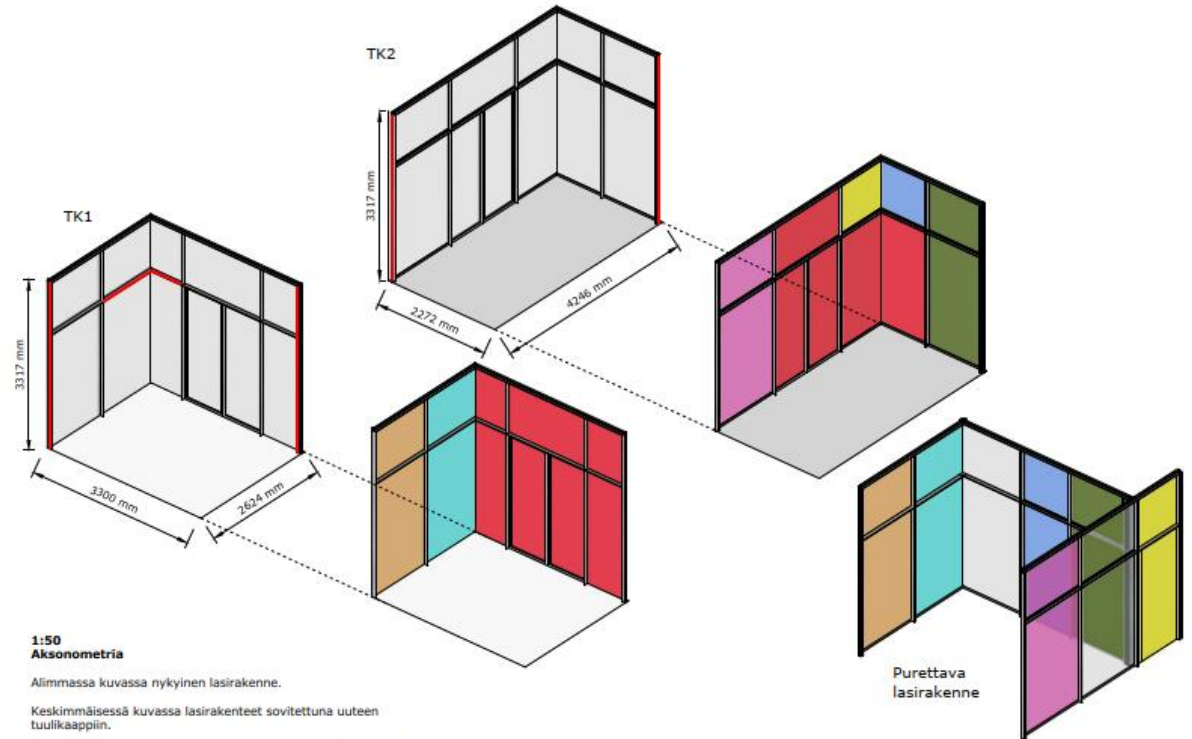 TK2
3317 mm
2272 mm
4246 mm
TK1
3317 mm
3300 mm
2624 mm
Purettava
lasirakenne
1:50
Aksonometria
Alimmassa kuvassa nykyinen lasirakenne.
Keskimmäisessä kuvassa lasirakenteet sovitettuna uuteen
tuulikaappiin.